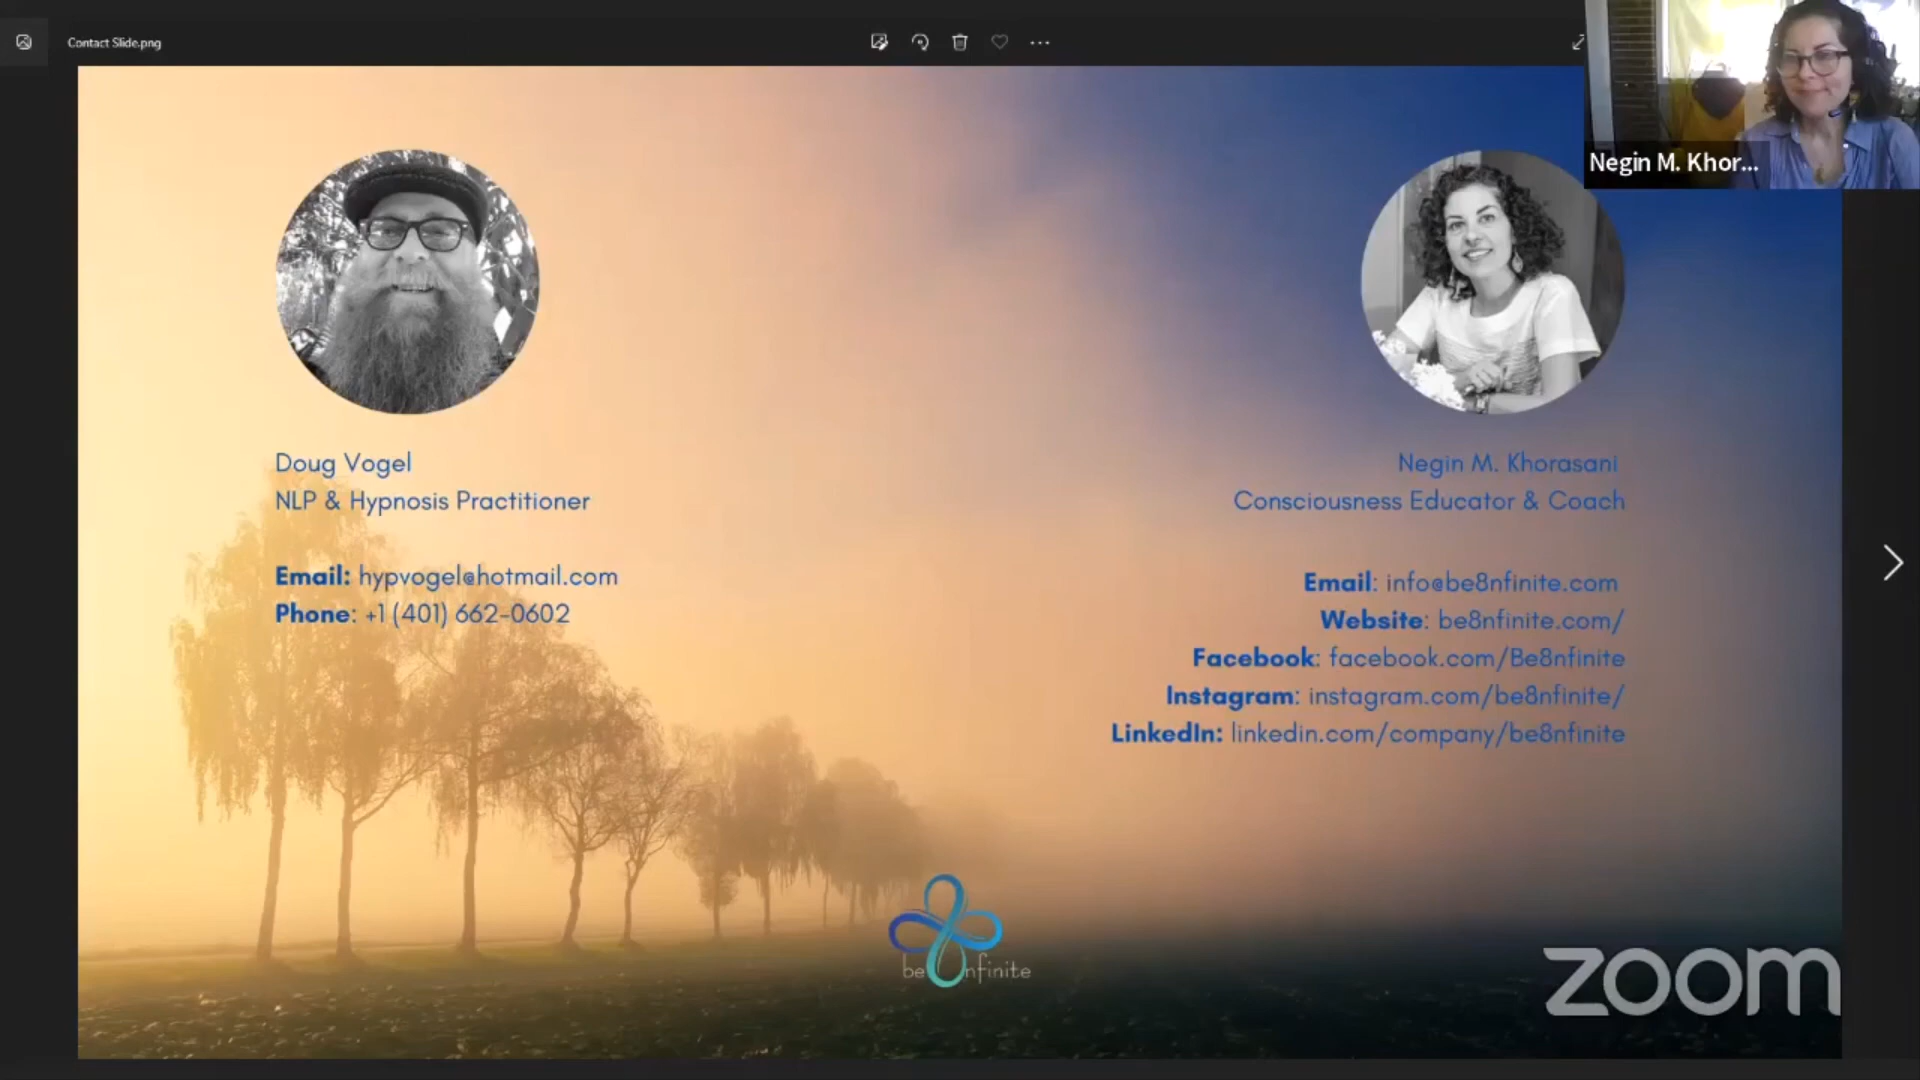 Contact Slide.png
Negin M. Khor...
Doug Vogel
NLP & Hypnosis Practitioner
Email: hypvogel@hotmail.com
Phone: +1 (401) 662-0602
Negin M. Khorasani
Consciousness Educator & Coach
Email: info@be8nfinite.com
Website: be8nfinite.com/
Facebook: facebook.com/Be8nfinite
Instagram: instagram.com/be8nfinite/
LinkedIn: linkedin.com/company/be8nfinite
be8nfinite
zoom